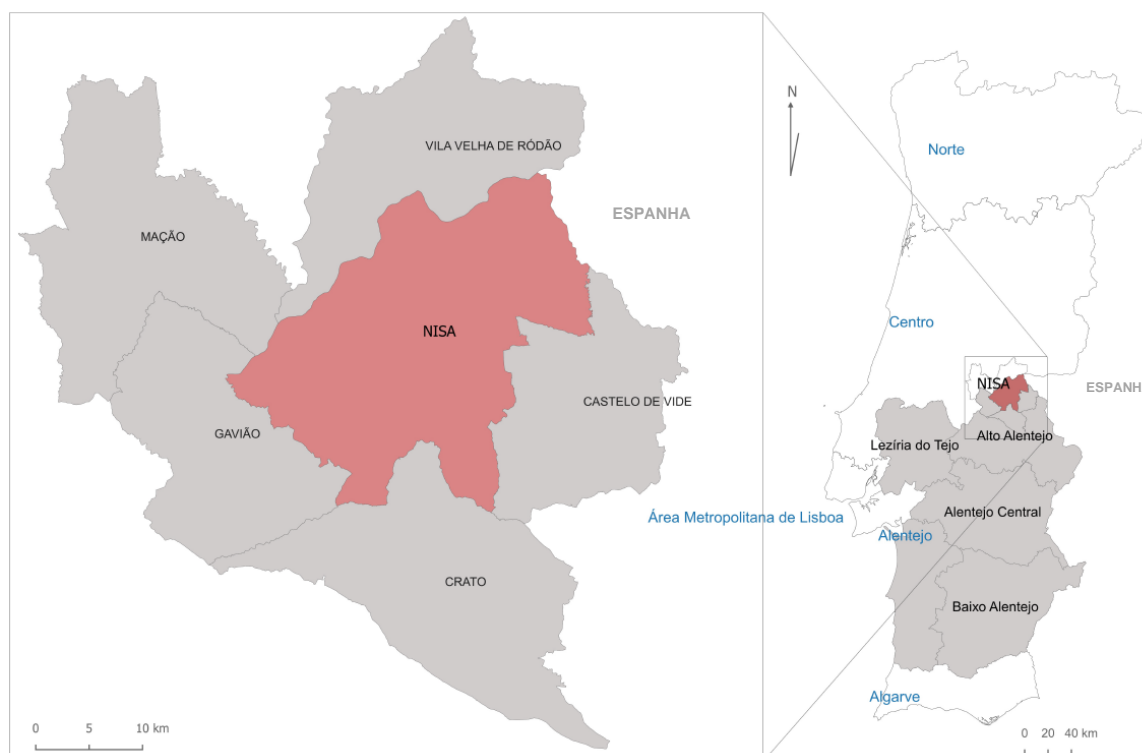 VILA VELHA DE RÓDÃO
ESPANHA
MAÇÃO
NISA
CASTELO DE VIDE
GAVIÃO
CRATO
0 5 10 km
N
Norte
Centro
NISA
ESPANH
Lezíria do Tejo
Alto Alentejo
Área Metropolitana de Lisboa
Alentejo Central
Alentejo
Baixo Alentejo
Algarve
0 20 40 km